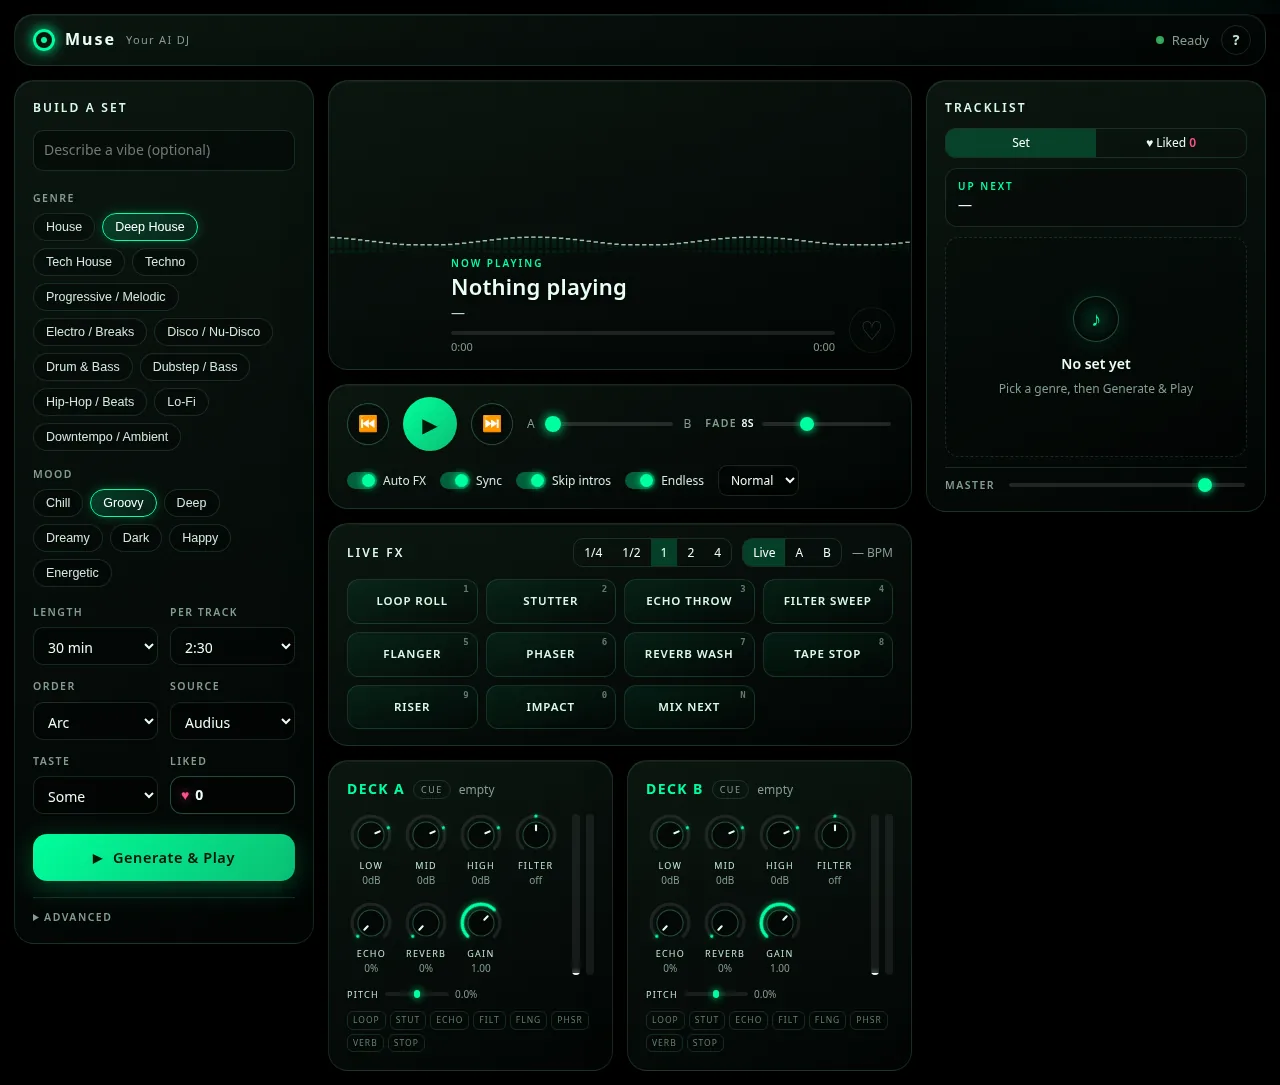 Muse Your AI DJ
Ready ?
BUILD A SET
Describe a vibe (optional)
GENRE
House Deep House
Tech House Techno
Progressive / Melodic
Electro / Breaks Disco / Nu-Disco
Drum & Bass Dubstep / Bass
Hip-Hop / Beats Lo-Fi
Downtempo / Ambient
MOOD
Chill Groovy Deep
Dreamy Dark Happy
Energetic
LENGTH PER TRACK
30 min 2:30
ORDER SOURCE
Arc Audius
TASTE LIKED
Some ♥ 0
▶ Generate & Play
▶ ADVANCED
NOW PLAYING
Nothing playing
—
0:00 0:00
A B FADE 8S
Auto FX Sync Skip intros Endless Normal
LIVE FX 1/4 1/2 1 2 4 Live A B — BPM
LOOP ROLL 1 STUTTER 2 ECHO THROW 3 FILTER SWEEP 4
FLANGER 5 PHASER 6 REVERB WASH 7 TAPE STOP 8
RISER 9 IMPACT 0 MIX NEXT N
DECK A CUE empty
LOW MID HIGH FILTER
0dB 0dB 0dB off
ECHO REVERB GAIN
0% 0% 1.00
PITCH 0.0%
LOOP STUT ECHO FILT FLNG PHSR
VERB STOP
DECK B CUE empty
LOW MID HIGH FILTER
0dB 0dB 0dB off
ECHO REVERB GAIN
0% 0% 1.00
PITCH 0.0%
LOOP STUT ECHO FILT FLNG PHSR
VERB STOP
TRACKLIST
Set ♥ Liked 0
UP NEXT
—
♪
No set yet
Pick a genre, then Generate & Play
MASTER